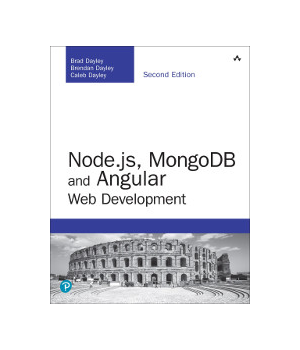 Brad Dayley
Brendan Dayley
Caleb Dayley
Second Edition
Node.js, MongoDB
and Angular
Web Development
P